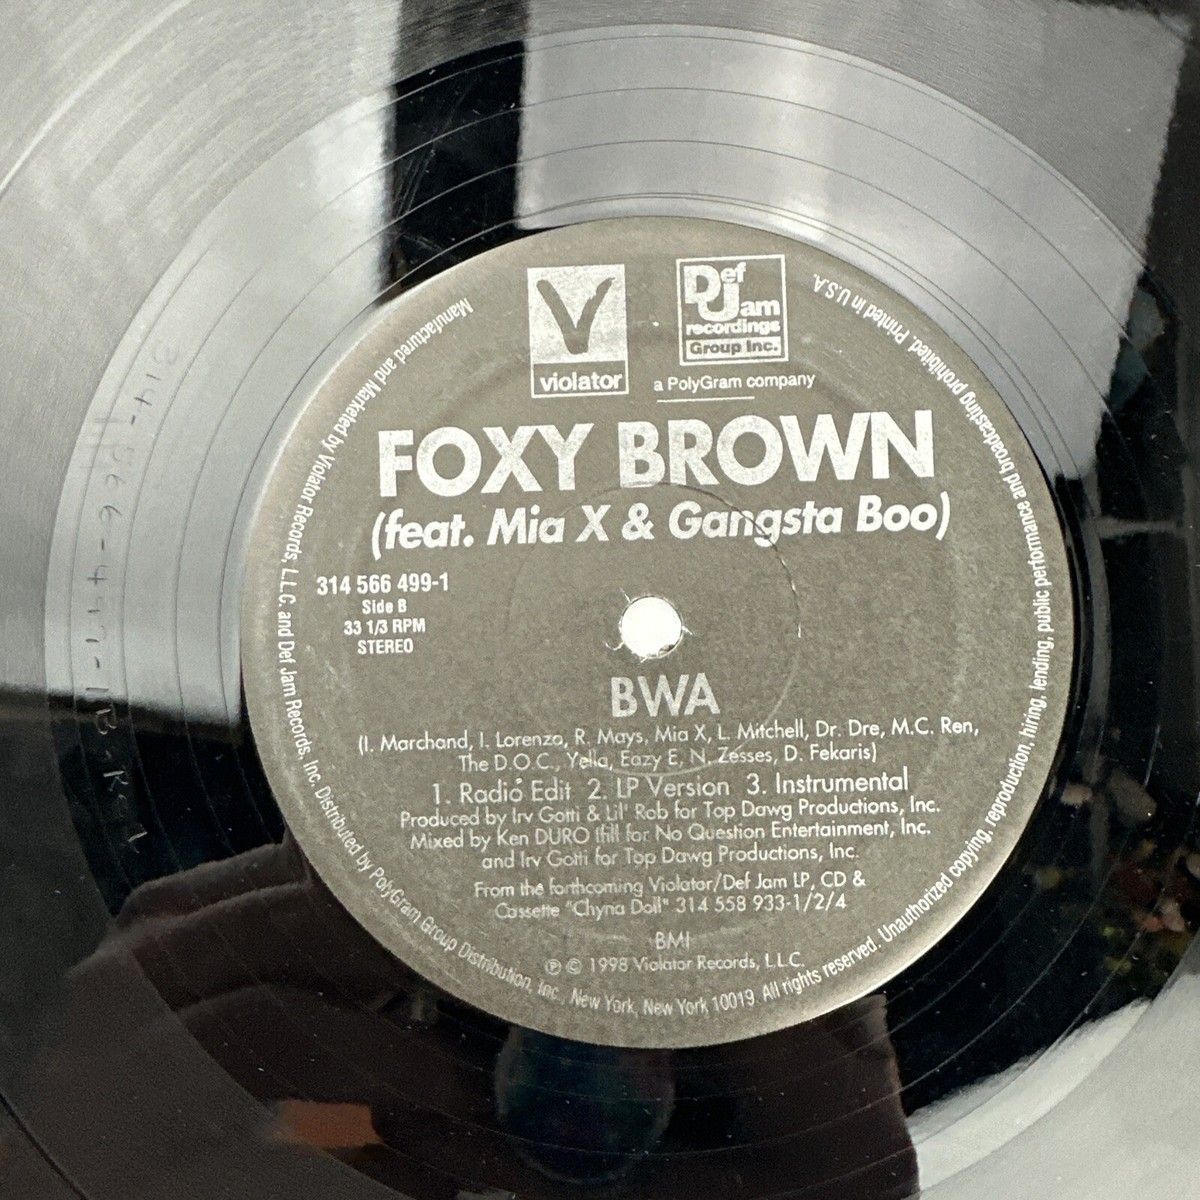 V
violator
Def
Jam
recordings
Group Inc.
a PolyGram company
FOXY BROWN
(feat. Mia X & Gangsta Boo)
314 566 499-1
Side B
33 1/3 RPM
STEREO
BWA
(I. Marchand, I. Lorenzo, R. Mays, Mia X, L. Mitchell, Dr. Dre, M.C. Ren,
The D.O.C., Yella, Eazy E, N. Zesses, D. Fekaris)
1. Radio Edit 2. LP Version 3. Instrumental
Produced by Irv Gotti & Lil' Rob for Top Dawg Productions, Inc.
Mixed by Ken DURO Ifill for No Question Entertainment, Inc.
and Irv Gotti for Top Dawg Productions, Inc.
From the forthcoming Violator/Def Jam LP, CD &
Cassette "Chyna Doll" 314 558 933-1/2/4
BMI
℗ © 1998 Violator Records, L.L.C.
Manufactured and Marketed by Violator Records, L.L.C. and Def Jam Records, Inc. Distributed by PolyGram Group Distribution, Inc., New York, New York 10019. All rights reserved. Unauthorized copying, reproduction, hiring, lending, public performance and broadcasting prohibited. Printed in U.S.A.